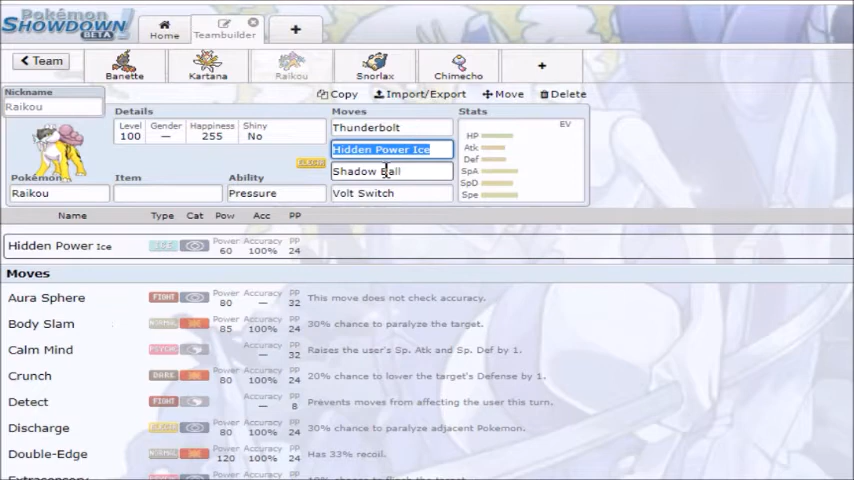 Pokémon
SHOWDOWN!
BETA
Home
Teambuilder
+
Team
Banette
Kartana
Raikou
Snorlax
Chimecho
+
Nickname
Raikou
Copy
Import/Export
Move
Delete
Details
Level
100
Gender
—
Happiness
255
Shiny
No
ELECTR
Pokémon
Raikou
Item
Ability
Pressure
Moves
Thunderbolt
Hidden Power Ice
Shadow Ball
Volt Switch
Stats
EV
HP
Atk
Def
SpA
SpD
Spe
Name Type Cat Pow Acc PP
Hidden Power Ice ICE Power 60 Accuracy 100% PP 24
Moves
Aura Sphere FIGHT Power 80 Accuracy — PP 32 This move does not check accuracy.
Body Slam NORMAL Power 85 Accuracy 100% PP 24 30% chance to paralyze the target.
Calm Mind PSYCHC Accuracy — PP 32 Raises the user's Sp. Atk and Sp. Def by 1.
Crunch DARK Power 80 Accuracy 100% PP 24 20% chance to lower the target's Defense by 1.
Detect FIGHT Accuracy — PP 8 Prevents moves from affecting the user this turn.
Discharge ELECTR Power 80 Accuracy 100% PP 24 30% chance to paralyze adjacent Pokemon.
Double-Edge NORMAL Power 120 Accuracy 100% PP 24 Has 33% recoil.
Power Accuracy PP